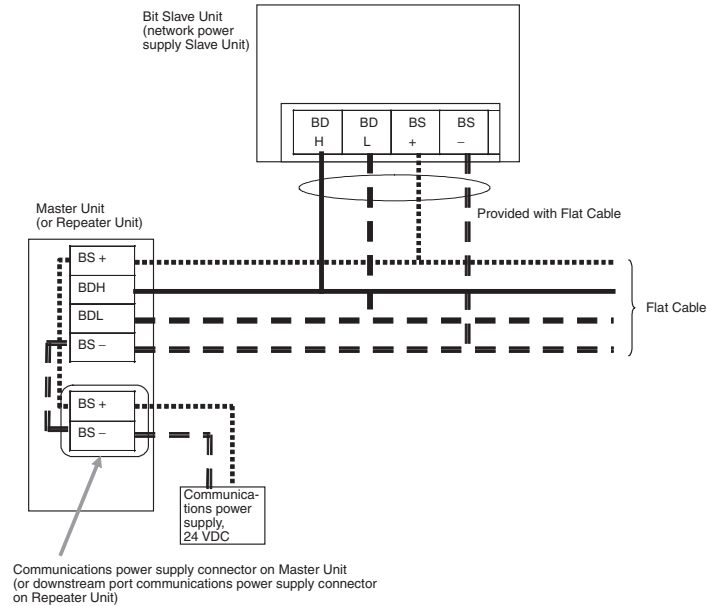 Bit Slave Unit
(network power
supply Slave Unit)
BD
H
BD
L
BS
+
BS
−
Provided with Flat Cable
Master Unit
(or Repeater Unit)
BS +
BDH
BDL
BS −
Flat Cable
BS +
BS −
Communica-
tions power
supply,
24 VDC
Communications power supply connector on Master Unit
(or downstream port communications power supply connector
on Repeater Unit)